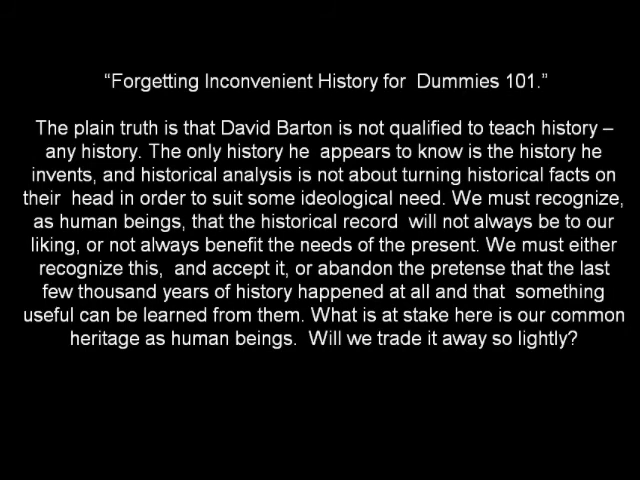 “Forgetting Inconvenient History for Dummies 101.”
The plain truth is that David Barton is not qualified to teach history –
any history. The only history he appears to know is the history he
invents, and historical analysis is not about turning historical facts on
their head in order to suit some ideological need. We must recognize,
as human beings, that the historical record will not always be to our
liking, or not always benefit the needs of the present. We must either
recognize this, and accept it, or abandon the pretense that the last
few thousand years of history happened at all and that something
useful can be learned from them. What is at stake here is our common
heritage as human beings. Will we trade it away so lightly?